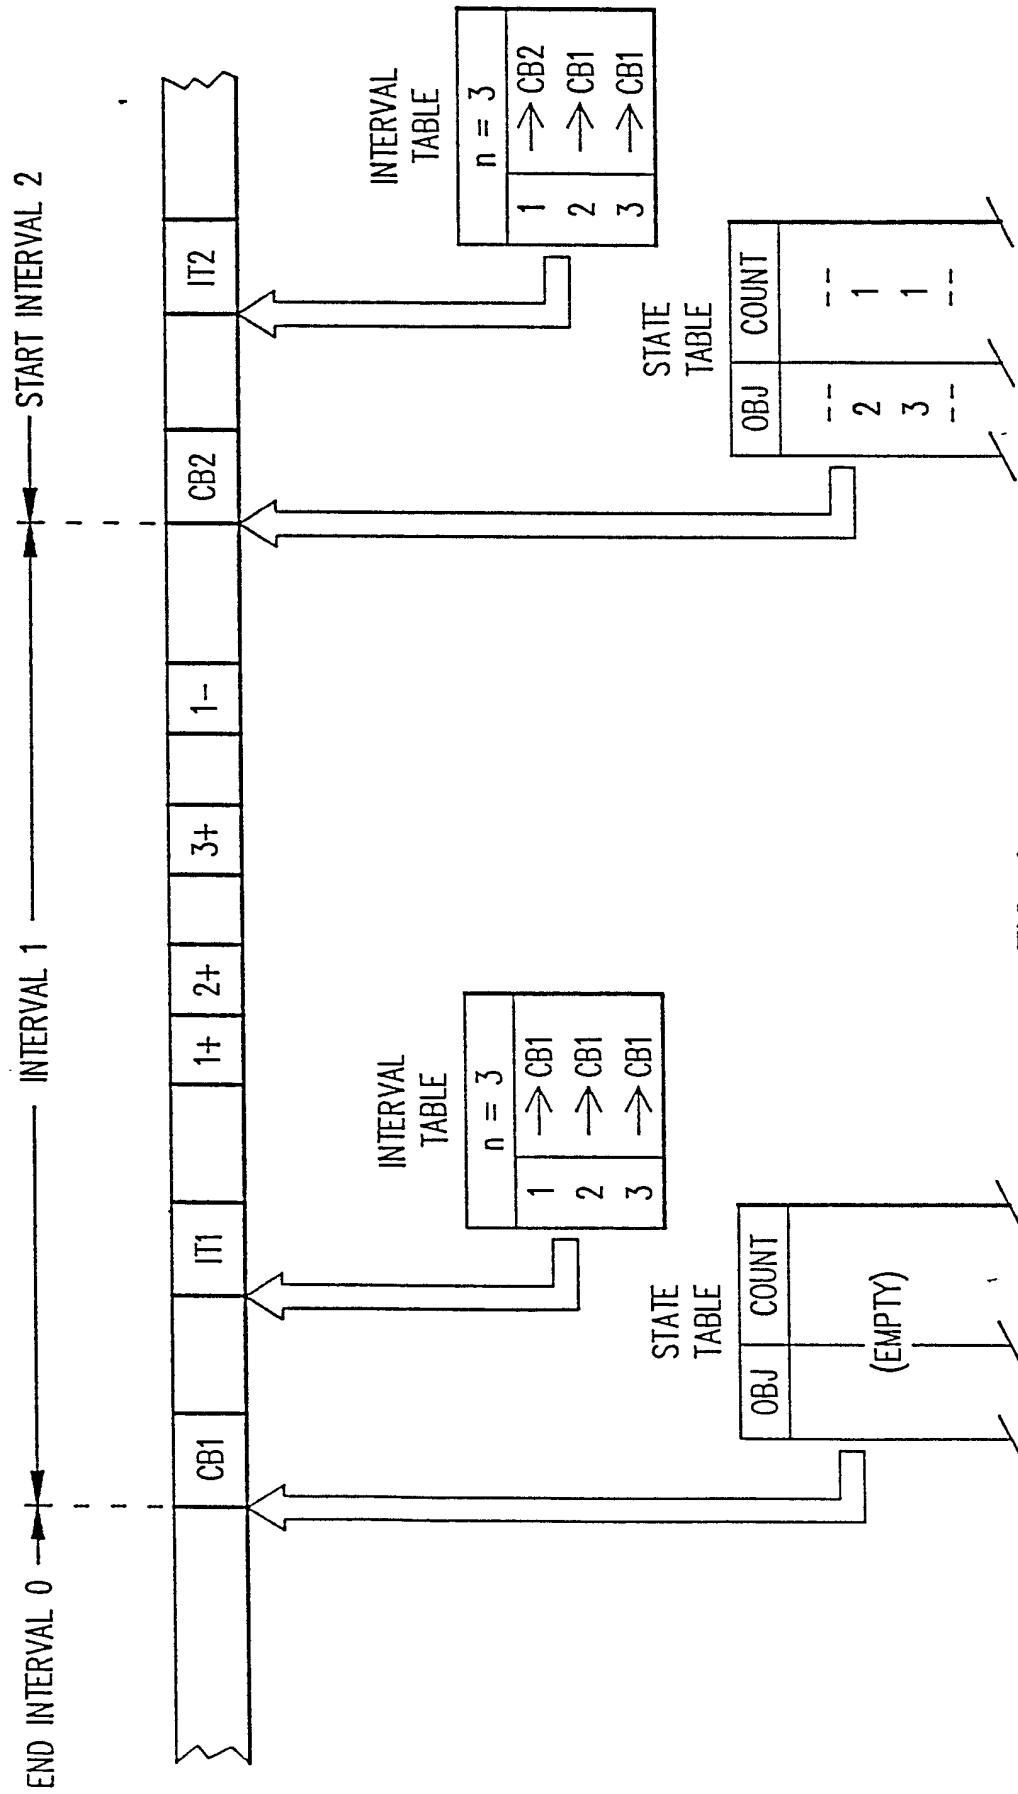 END INTERVAL 0
INTERVAL 1
START INTERVAL 2
CB1
IT1
1+
2+
3+
1-
CB2
IT2
INTERVAL
TABLE
n = 3
1 → CB1
2 → CB1
3 → CB1
INTERVAL
TABLE
n = 3
1 → CB2
2 → CB1
3 → CB1
STATE
TABLE
OBJ COUNT
(EMPTY)
STATE
TABLE
OBJ COUNT
-- --
2 1
3 1
-- --